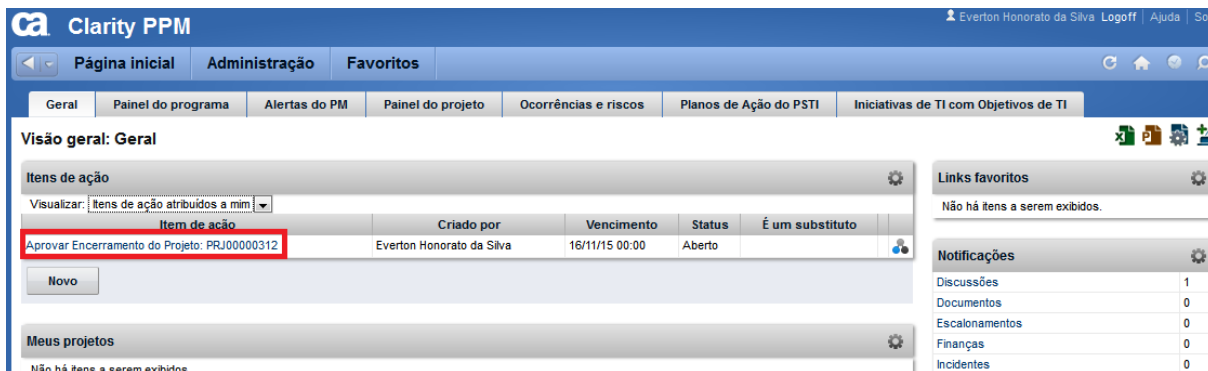 ca Clarity PPM
Everton Honorato da Silva Logoff | Ajuda | So
Página inicial Administração Favoritos
Geral Painel do programa Alertas do PM Painel do projeto Ocorrências e riscos Planos de Ação do PSTI Iniciativas de TI com Objetivos de TI
Visão geral: Geral
Itens de ação
Visualizar: Itens de ação atribuídos a mim
Item de ação Criado por Vencimento Status É um substituto
Aprovar Encerramento do Projeto: PRJ00000312 Everton Honorato da Silva 16/11/15 00:00 Aberto
Novo
Meus projetos
Não há itens a serem exibidos.
Links favoritos
Não há itens a serem exibidos.
Notificações
Discussões 1
Documentos 0
Escalonamentos 0
Finanças 0
Incidentes 0